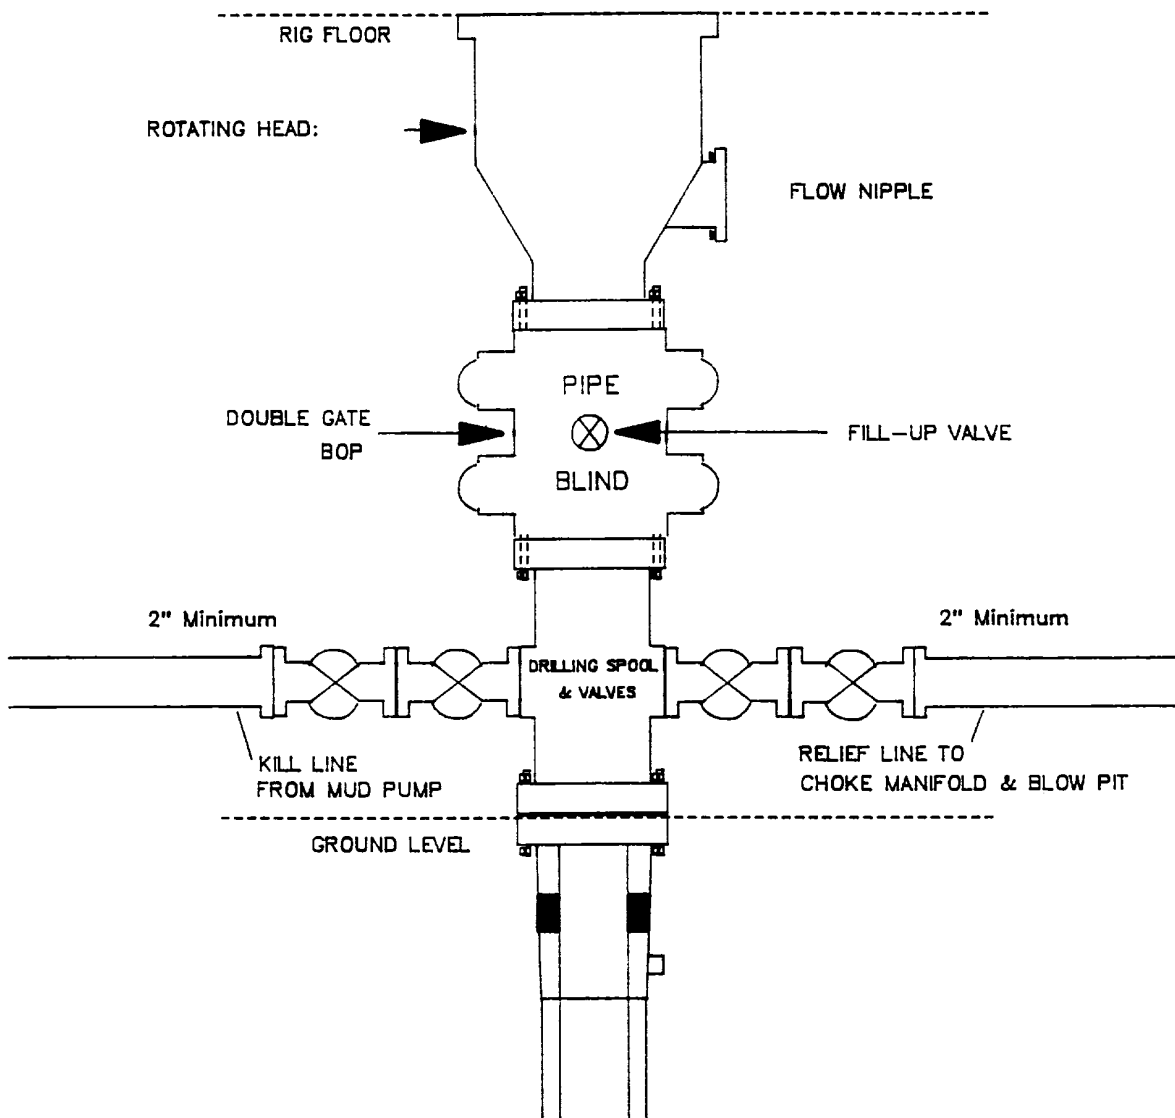 RIG FLOOR
ROTATING HEAD:
FLOW NIPPLE
PIPE
DOUBLE GATE
BOP
FILL-UP VALVE
BLIND
2" Minimum
2" Minimum
DRILLING SPOOL
& VALVES
KILL LINE
FROM MUD PUMP
RELIEF LINE TO
CHOKE MANIFOLD & BLOW PIT
GROUND LEVEL